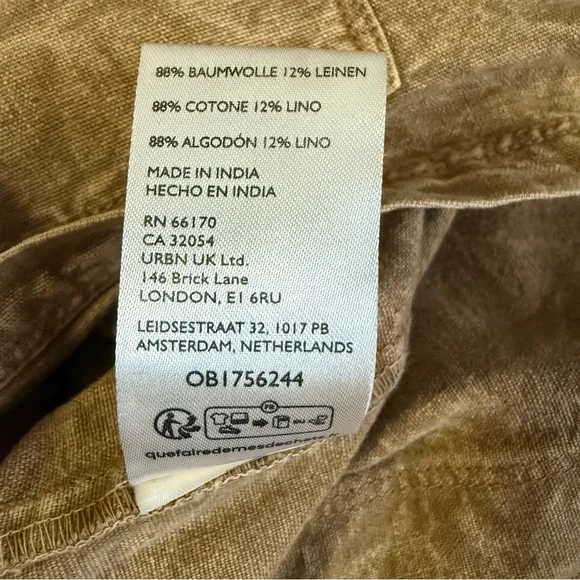 88% BAUMWOLLE 12% LEINEN
88% COTONE 12% LINO
88% ALGODÓN 12% LINO
MADE IN INDIA
HECHO EN INDIA
RN 66170
CA 32054
URBN UK Ltd.
146 Brick Lane
LONDON, E1 6RU
LEIDSESTRAAT 32, 1017 PB
AMSTERDAM, NETHERLANDS
OB1756244
FR